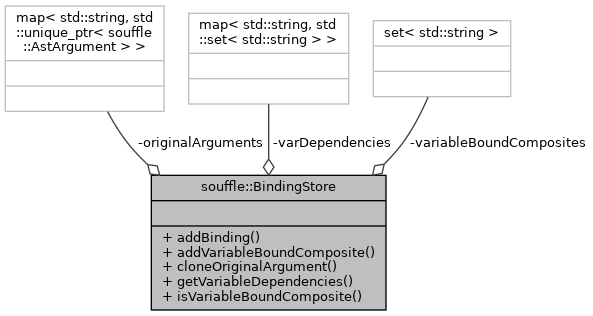 map< std::string, std
::unique_ptr< souffle
::AstArgument > >
map< std::string, std
::set< std::string > >
set< std::string >
-originalArguments
-varDependencies
-variableBoundComposites
souffle::BindingStore
+ addBinding()
+ addVariableBoundComposite()
+ cloneOriginalArgument()
+ getVariableDependencies()
+ isVariableBoundComposite()